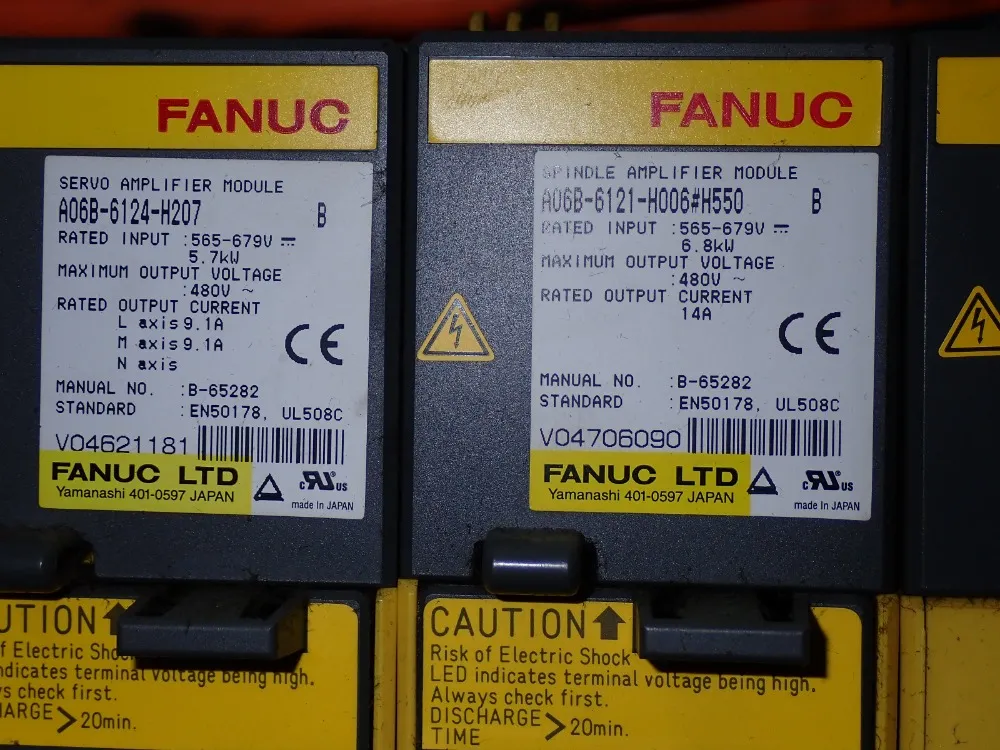 FANUC
SERVO AMPLIFIER MODULE
A06B-6124-H207 B
RATED INPUT :565-679V ⎓
5.7kW
MAXIMUM OUTPUT VOLTAGE
:480V ~
RATED OUTPUT CURRENT
L axis 9.1A
M axis 9.1A
N axis
CE
MANUAL NO. :B-65282
STANDARD :EN50178, UL508C
V04621181
FANUC LTD
Yamanashi 401-0597 JAPAN
c RU US
made In JAPAN
UTION
Risk of Electric Shoc
ndicates terminal voltage being high.
ys check first.
HARGE > 20min.
FANUC
SPINDLE AMPLIFIER MODULE
A06B-6121-H006#H550 B
RATED INPUT :565-679V ⎓
6.8kW
MAXIMUM OUTPUT VOLTAGE
:480V ~
RATED OUTPUT CURRENT
14A
CE
MANUAL NO. :B-65282
STANDARD :EN50178, UL508C
V04706090
FANUC LTD
Yamanashi 401-0597 JAPAN
c RU US
made In JAPAN
CAUTION
Risk of Electric Shock
LED indicates terminal voltage being high.
Always check first.
DISCHARGE > 20min.
TIME